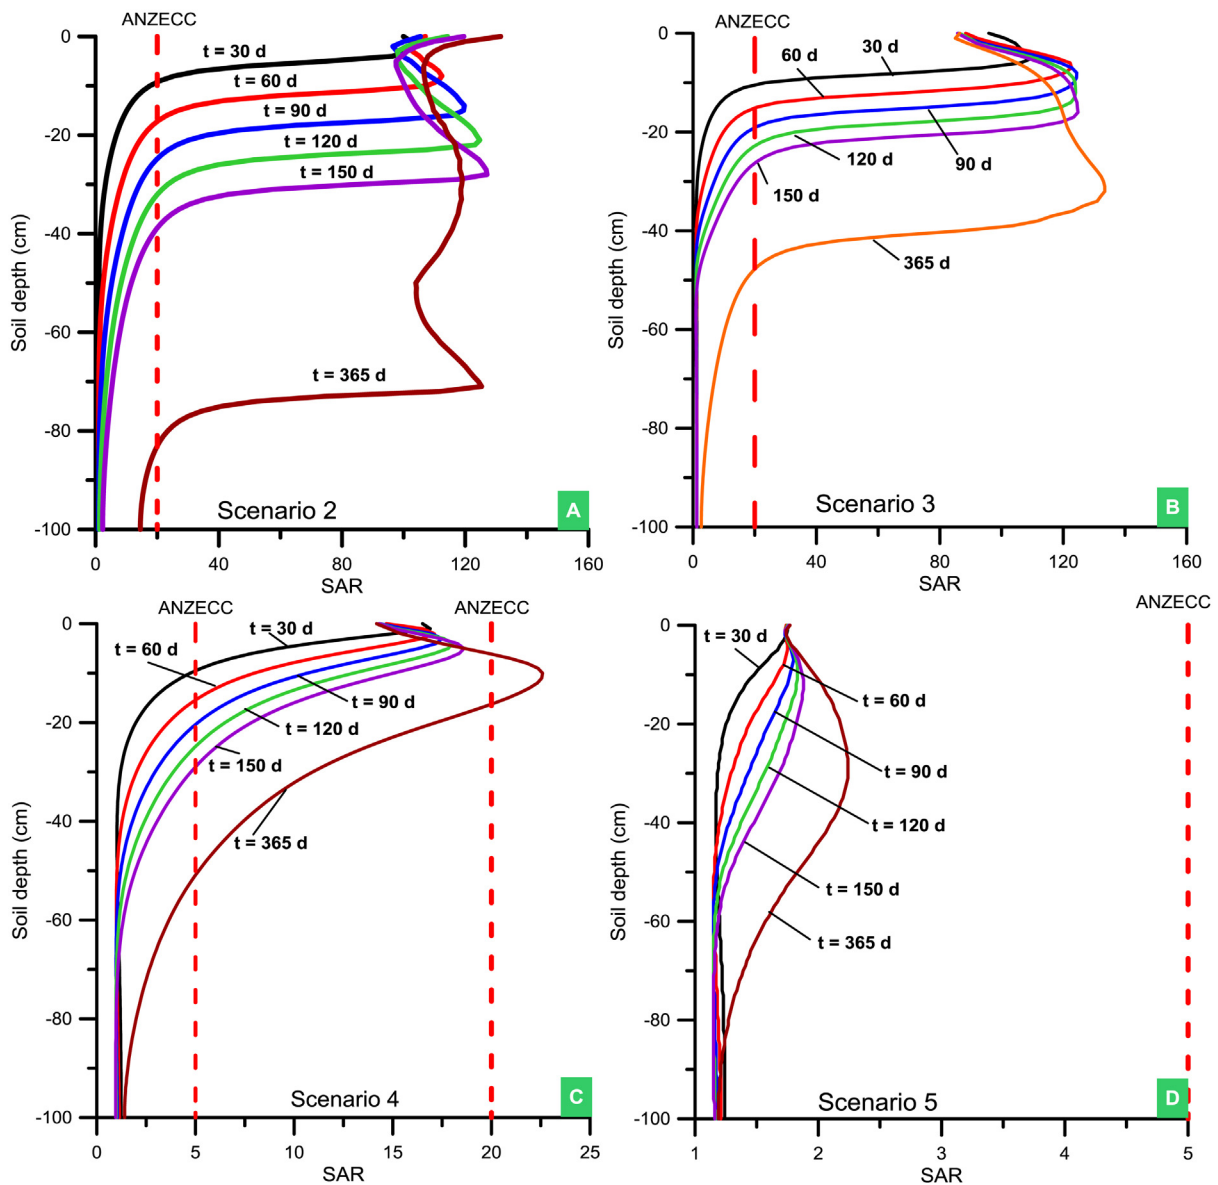 ANZECC
0
-20
-40
-60
-80
-100
Soil depth (cm)
t = 30 d
t = 60 d
t = 90 d
t = 120 d
t = 150 d
t = 365 d
Scenario 2
A
0
40
80
120
160
SAR
ANZECC
0
-20
-40
-60
-80
-100
Soil depth (cm)
30 d
60 d
90 d
120 d
150 d
365 d
Scenario 3
B
0
40
80
120
160
SAR
ANZECC
ANZECC
0
-20
-40
-60
-80
-100
Soil depth (cm)
t = 30 d
t = 60 d
t = 90 d
t = 120 d
t = 150 d
t = 365 d
Scenario 4
C
0
5
10
15
20
25
SAR
ANZECC
0
-20
-40
-60
-80
-100
Soil depth (cm)
t = 30 d
t = 60 d
t = 90 d
t = 120 d
t = 150 d
t = 365 d
Scenario 5
D
1
2
3
4
5
SAR